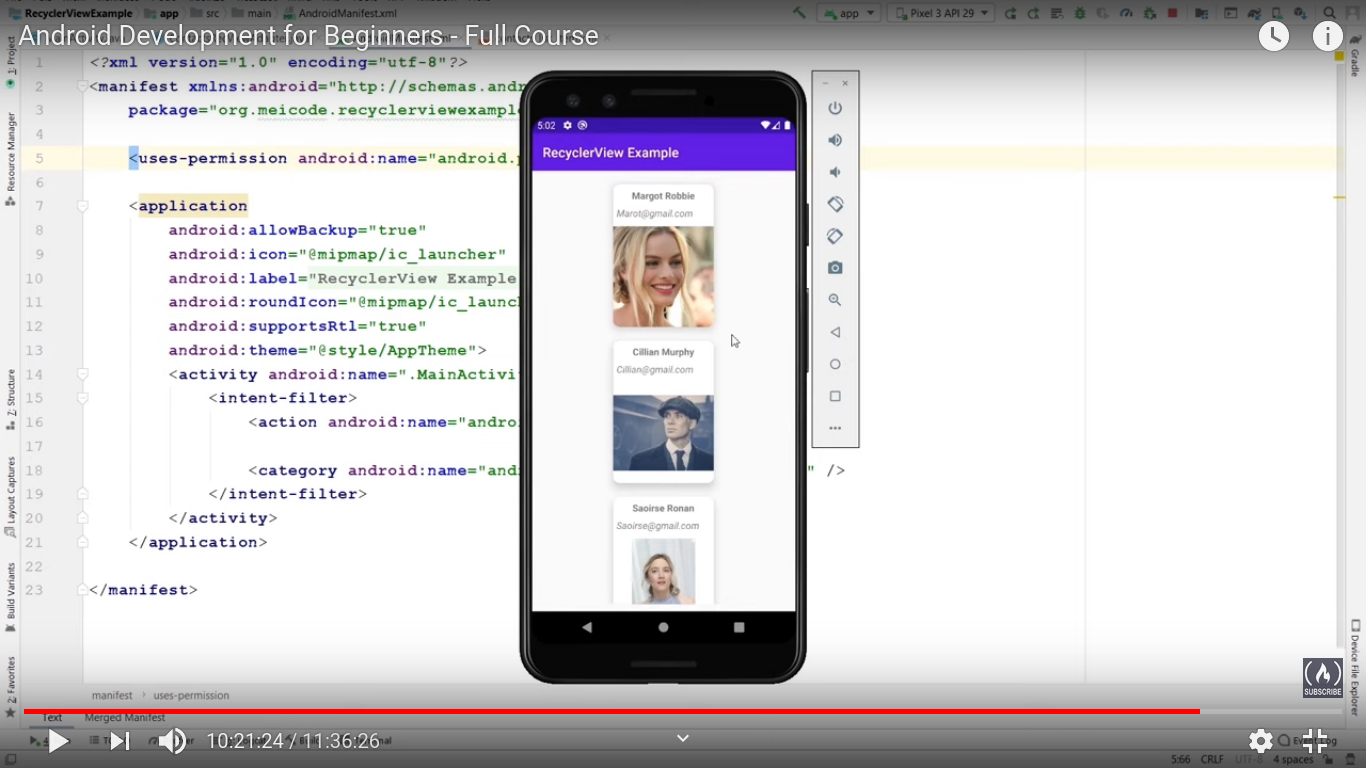 RecyclerViewExample app src main AndroidManifest.xml app Pixel 3 API 29
Android Development for Beginners - Full Course
1: Project
Resource Manager
Z: Structure
Layout Captures
Build Variants
2: Favorites
Gradle
Device File Explorer
1 <?xml version="1.0" encoding="utf-8"?>
2 <manifest xmlns:android="http://schemas.andr
3 package="org.meicode.recyclerviewexample
4
5 <uses-permission android:name="android.p
6
7 <application
8 android:allowBackup="true"
9 android:icon="@mipmap/ic_launcher"
10 android:label="RecyclerView Example
11 android:roundIcon="@mipmap/ic_launch
12 android:supportsRtl="true"
13 android:theme="@style/AppTheme">
14 <activity android:name=".MainActivi
15 <intent-filter>
16 <action android:name="andro
17
18 <category android:name="and " />
19 </intent-filter>
20 </activity>
21 </application>
22
23 </manifest>
5:02
RecyclerView Example
Margot Robbie
Marot@gmail.com
Cillian Murphy
Cillian@gmail.com
Saoirse Ronan
Saoirse@gmail.com
SUBSCRIBE
manifest › uses-permission
Text Merged Manifest
10:21:24 / 11:36:26
Event Log
5:66 CRLF UTF-8 4 spaces